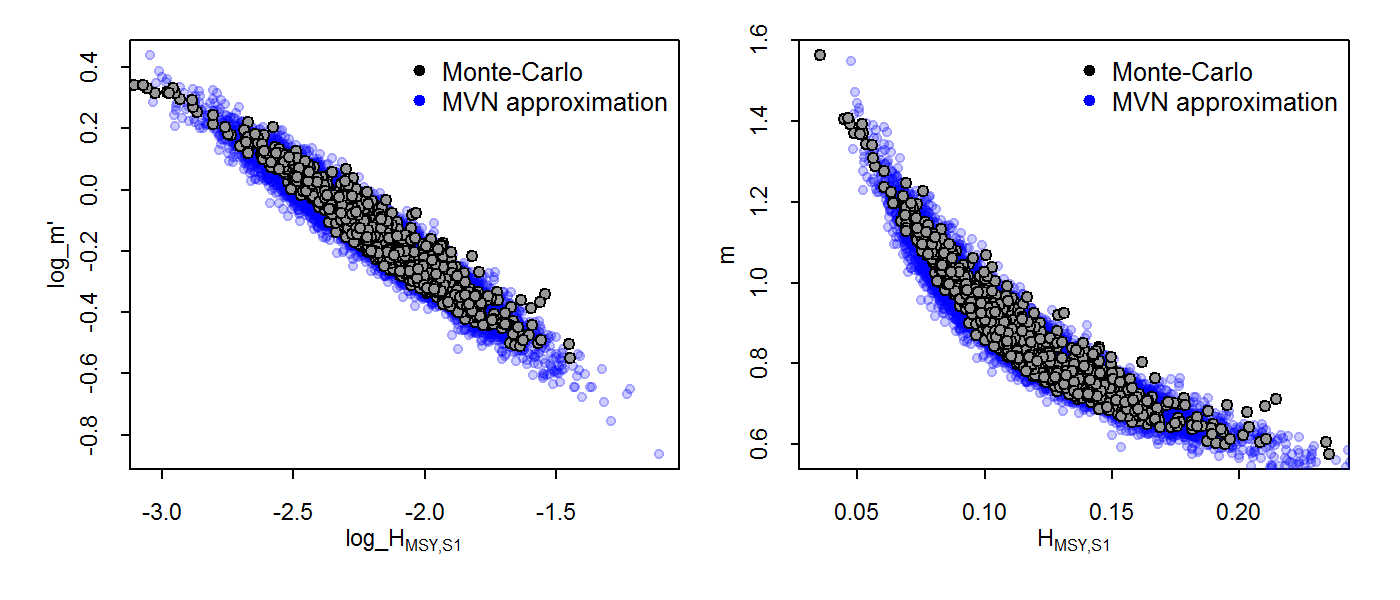 0.4
0.2
0.0
-0.2
-0.4
-0.6
-0.8
log_m'
Monte-Carlo
MVN approximation
-3.0 -2.5 -2.0 -1.5
log_H_MSY,S1
1.6
1.4
1.2
1.0
0.8
0.6
m
Monte-Carlo
MVN approximation
0.05 0.10 0.15 0.20
H_MSY,S1